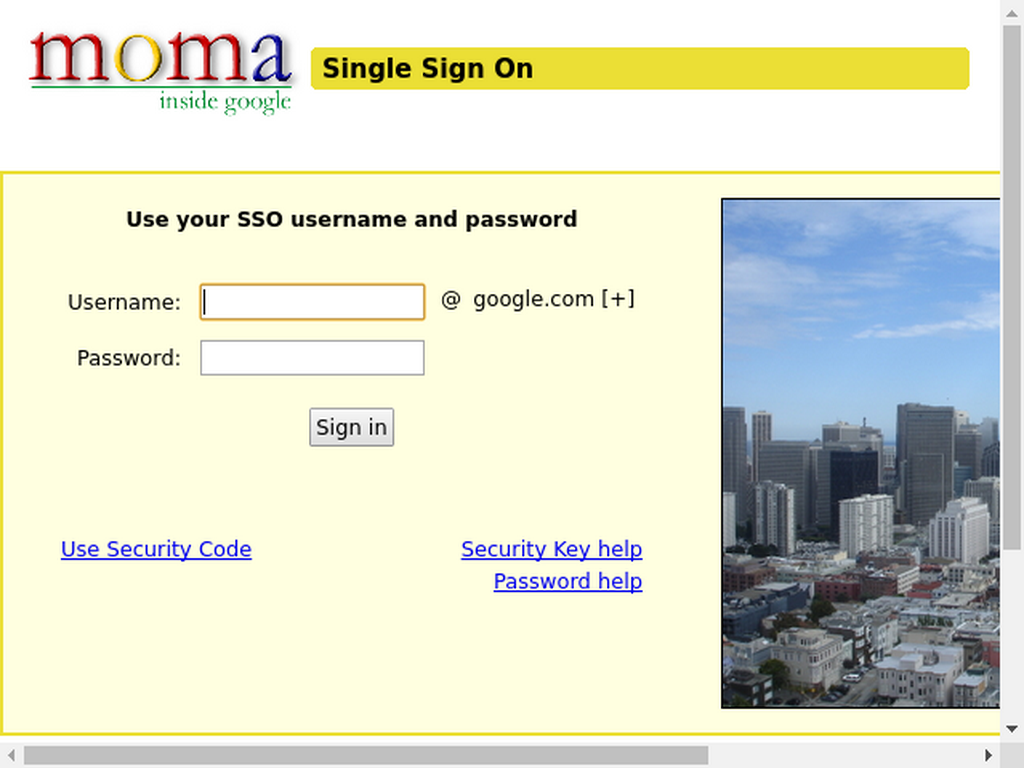 moma
inside google
Single Sign On
Use your SSO username and password
Username: @ google.com [+]
Password:
Sign in
Use Security Code
Security Key help
Password help